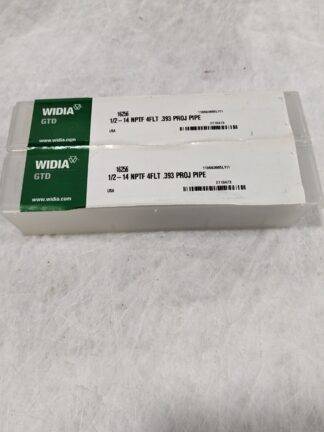 WIDIA
GTD
www.widia.com
16256
1/2-14 NPTF 4FLT .393 PROJ PIPE
USA
WIDIA
GTD
www.widia.com
16256
1/2-14 NPTF 4FLT .393 PROJ PIPE
USA